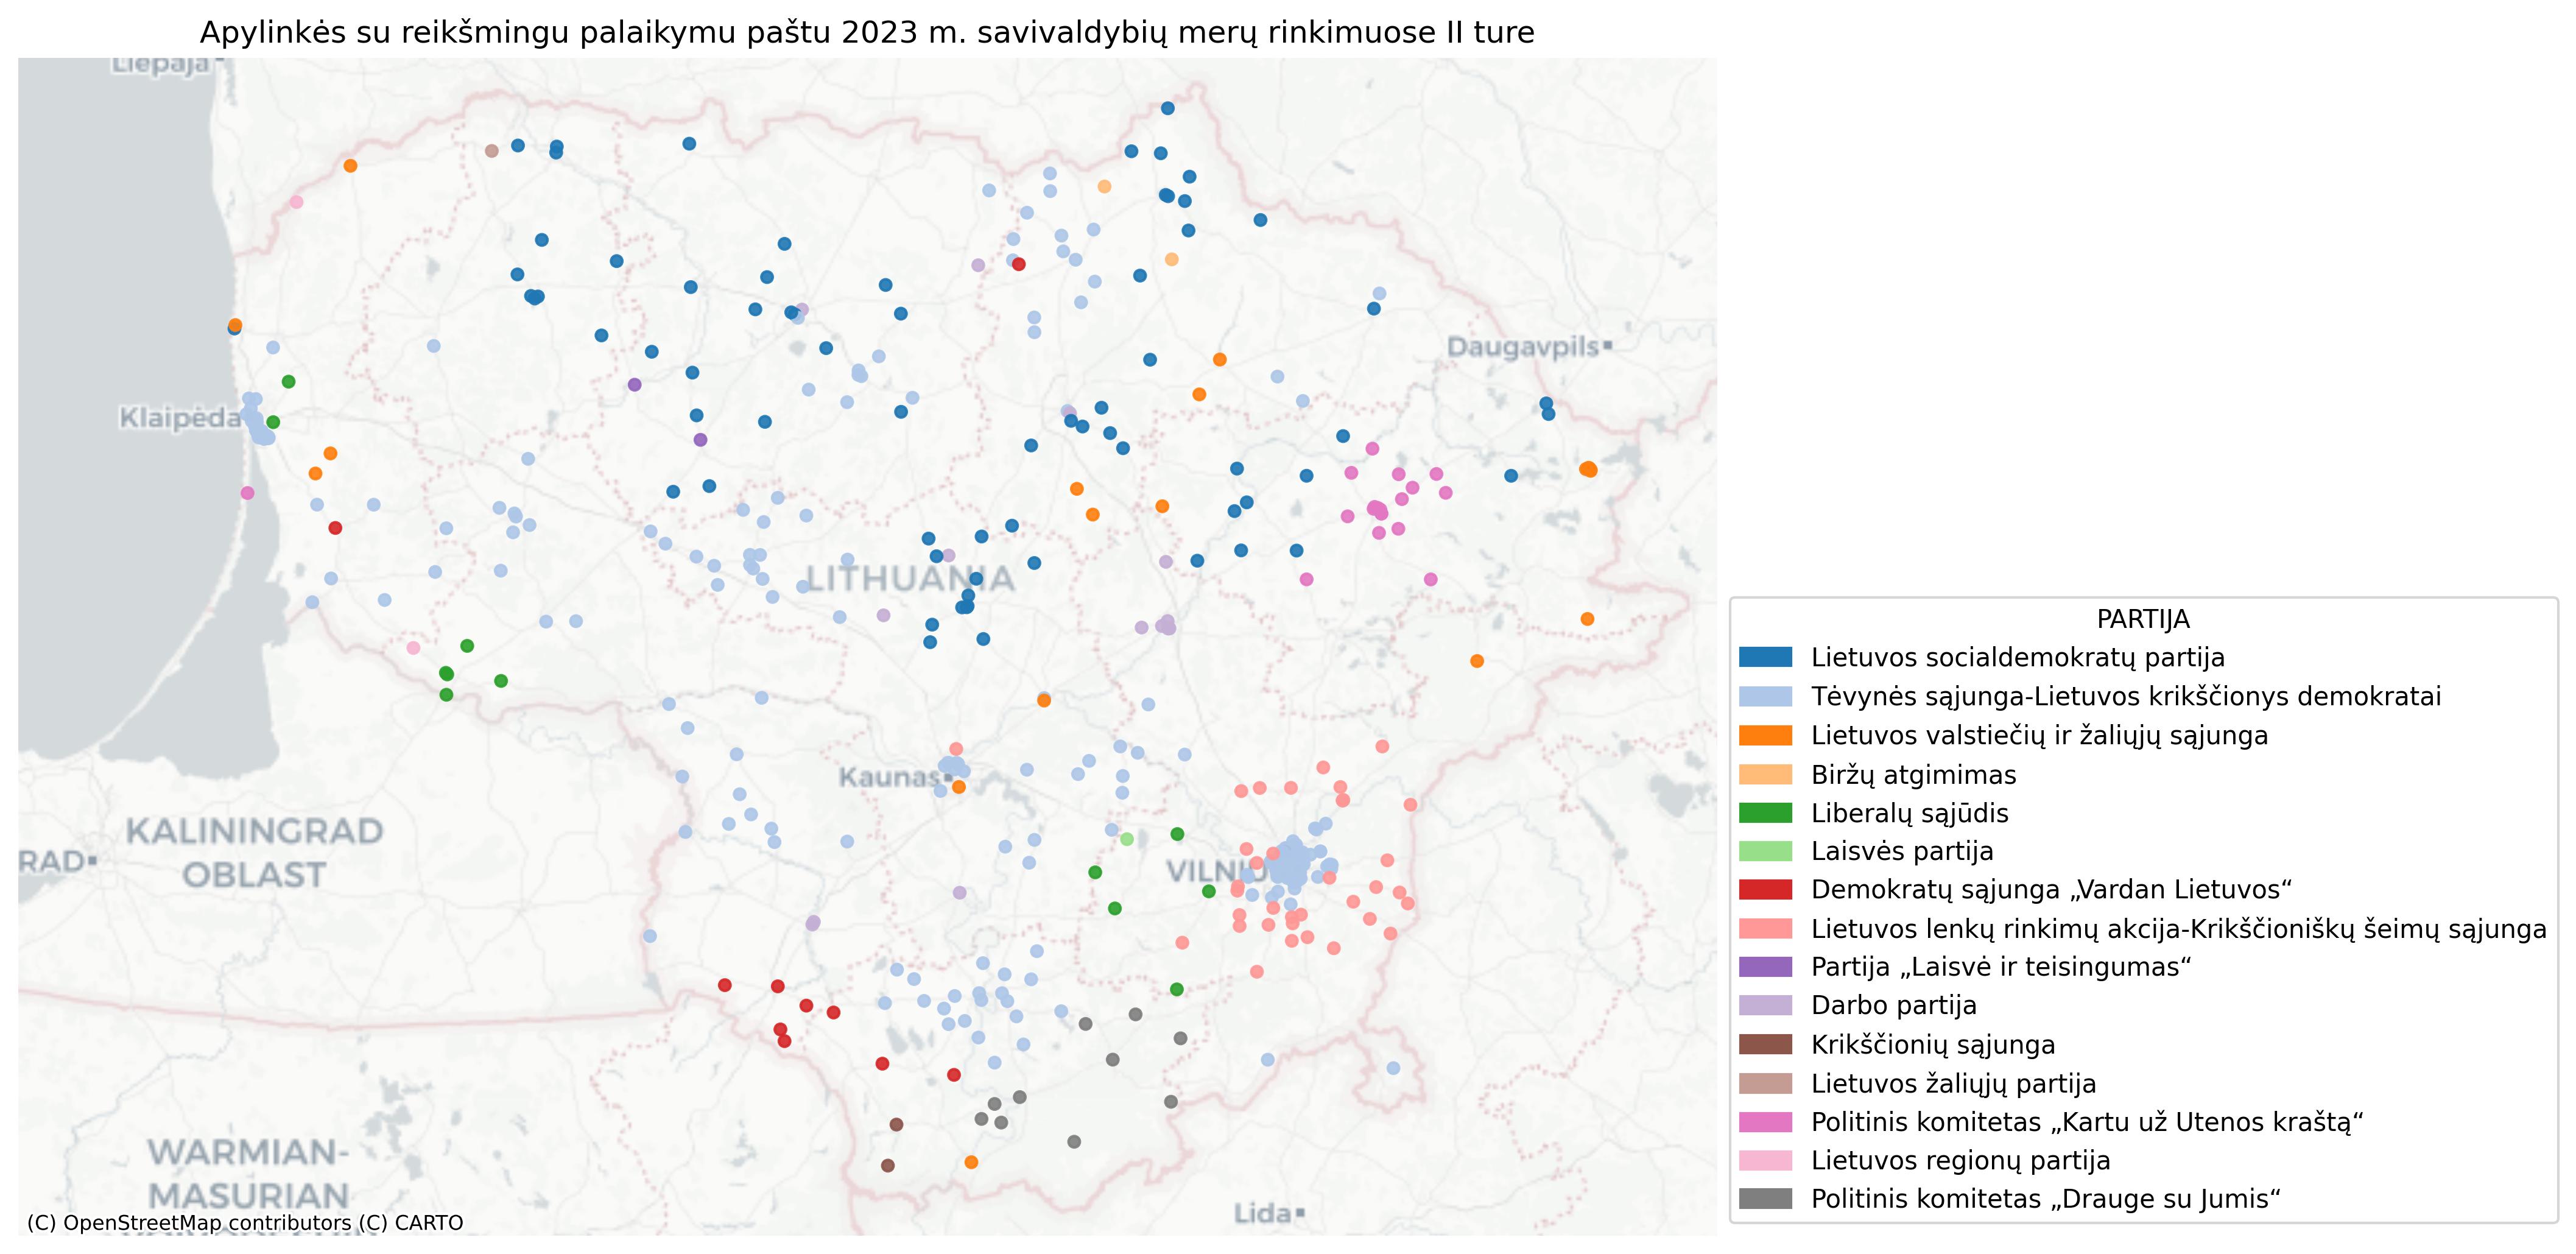 Apylinkės su reikšmingu palaikymu paštu 2023 m. savivaldybių merų rinkimuose II ture
Liepāja
Daugavpils
Klaipėda
LITHUANIA
Kaunas
KALININGRAD
OBLAST
RAD
VILNIU
WARMIAN-
MASURIAN
Lida
(C) OpenStreetMap contributors (C) CARTO
PARTIJA
Lietuvos socialdemokratų partija
Tėvynės sąjunga-Lietuvos krikščionys demokratai
Lietuvos valstiečių ir žaliųjų sąjunga
Biržų atgimimas
Liberalų sąjūdis
Laisvės partija
Demokratų sąjunga „Vardan Lietuvos“
Lietuvos lenkų rinkimų akcija-Krikščioniškų šeimų sąjunga
Partija „Laisvė ir teisingumas“
Darbo partija
Krikščionių sąjunga
Lietuvos žaliųjų partija
Politinis komitetas „Kartu už Utenos kraštą“
Lietuvos regionų partija
Politinis komitetas „Drauge su Jumis“